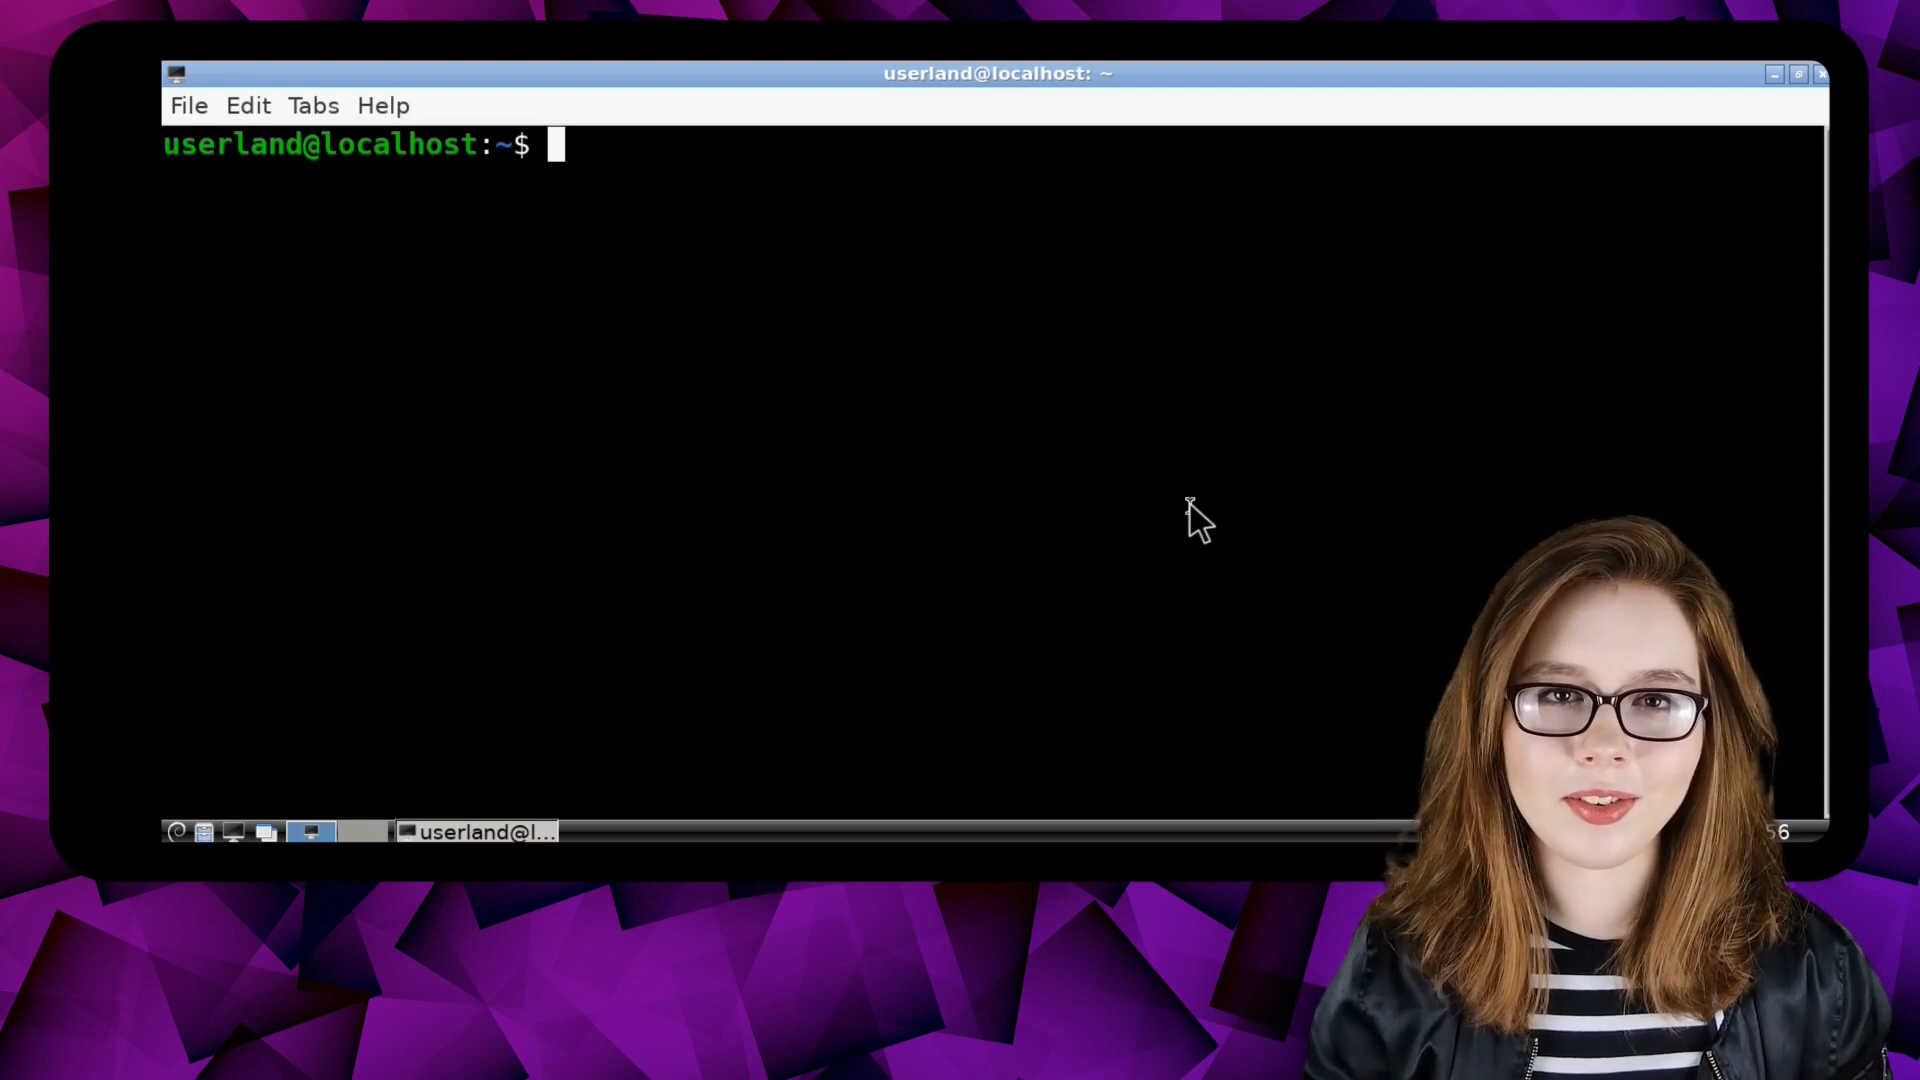 userland@localhost: ~
File Edit Tabs Help
userland@localhost:~$
userland@l...
56